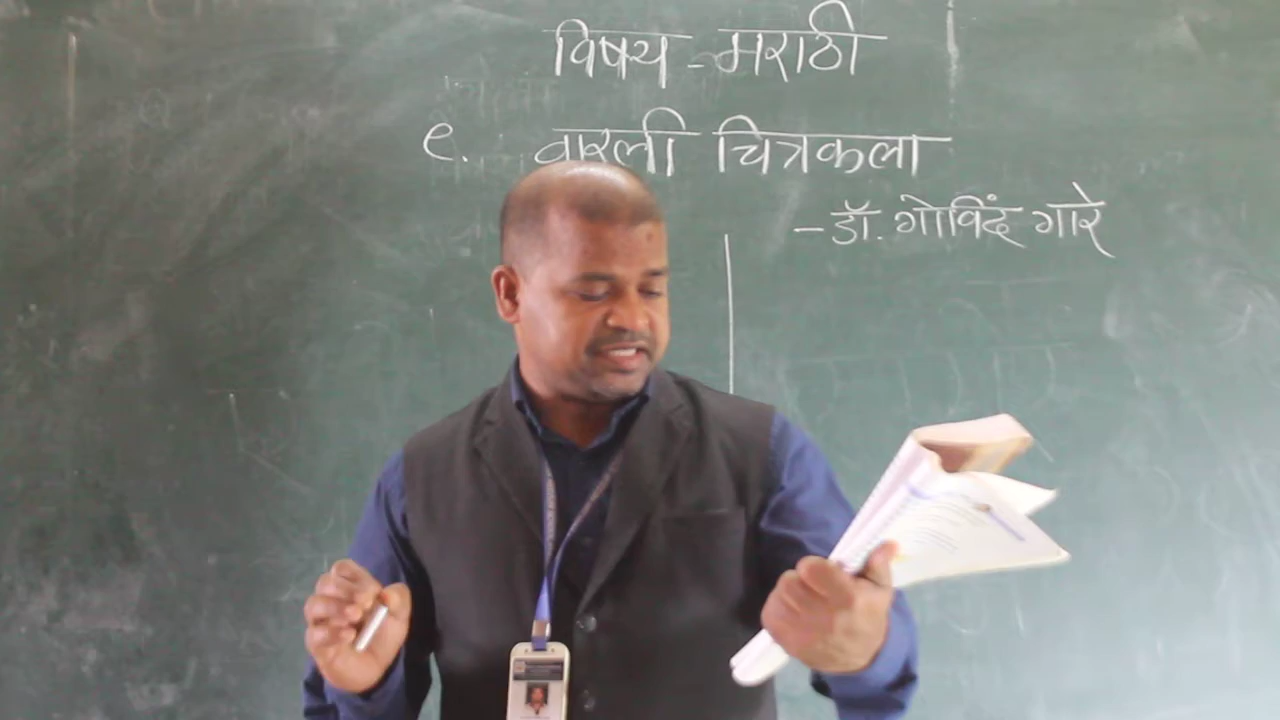 विषय - मराठी
९. वारली चित्रकला
- डॉ. गोविंद गारे